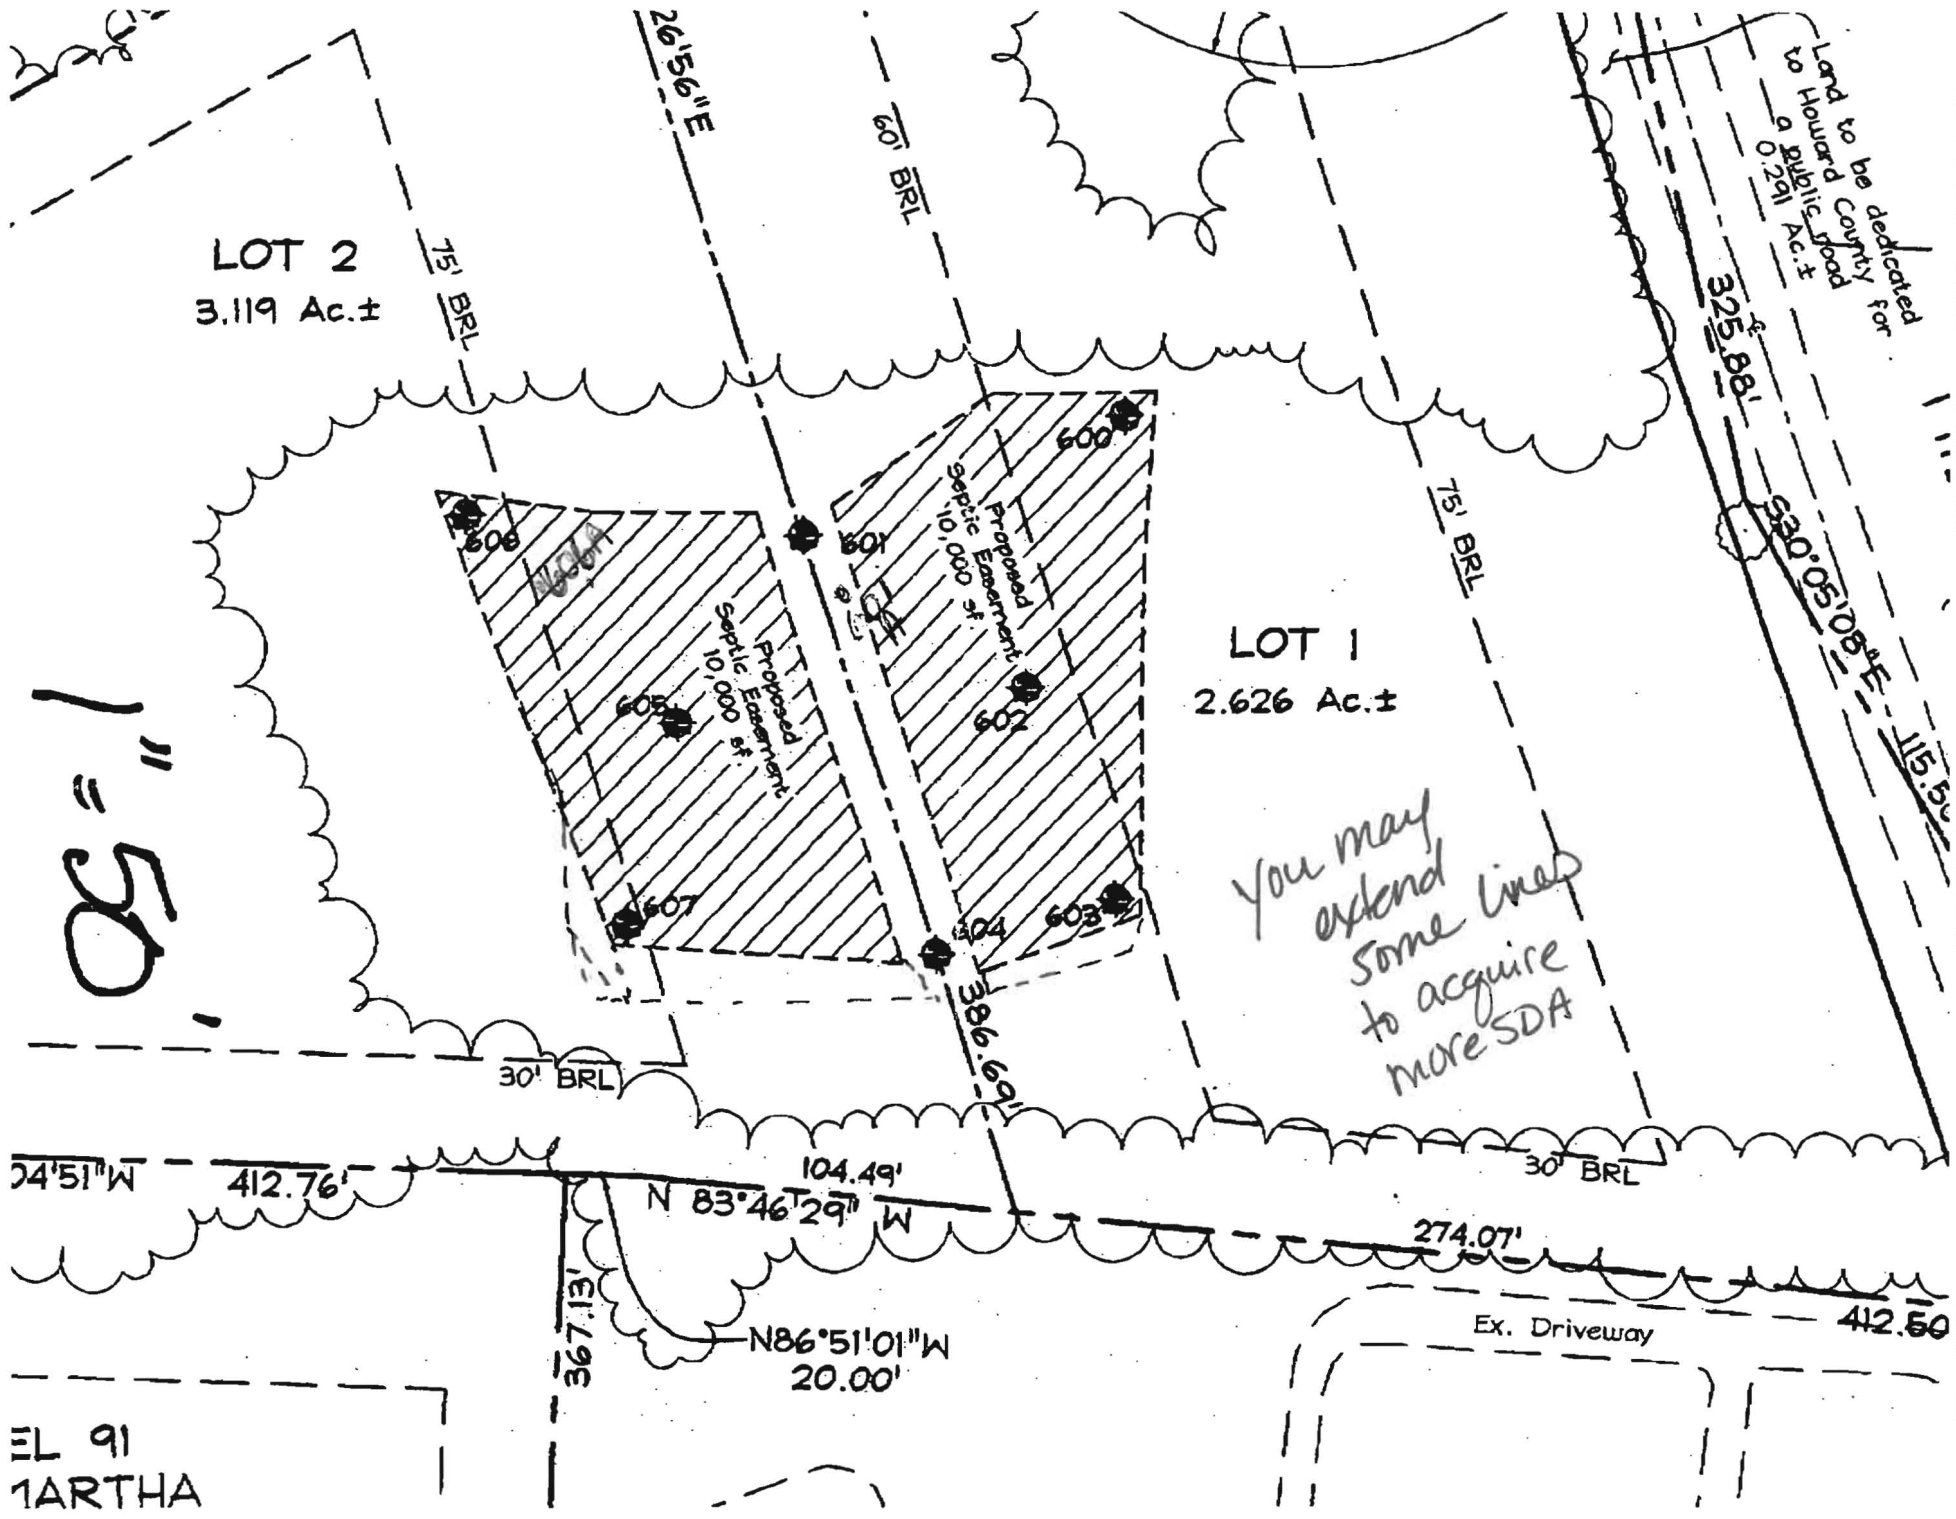 26'56"E
60' BRL
Land to be dedicated
to Howard County for
a public road
0.291 Ac.±
LOT 2
3.119 Ac.±
75' BRL
325.88'
600
Proposed
Septic Easement
10,000 sf
601
606A
75' BRL
S30°05'08"E
LOT 1
2.626 Ac.±
602
605
Proposed
Septic Easement
10,000 sf
1" = 50'
You may
extend
some lines
to acquire
more SDA
607
603
604
386.69'
30' BRL
04'51"W
412.76'
104.49'
N 83°46'29" W
30' BRL
274.07'
367.13'
N86°51'01"W
20.00'
Ex. Driveway
EL 91
MARTHA